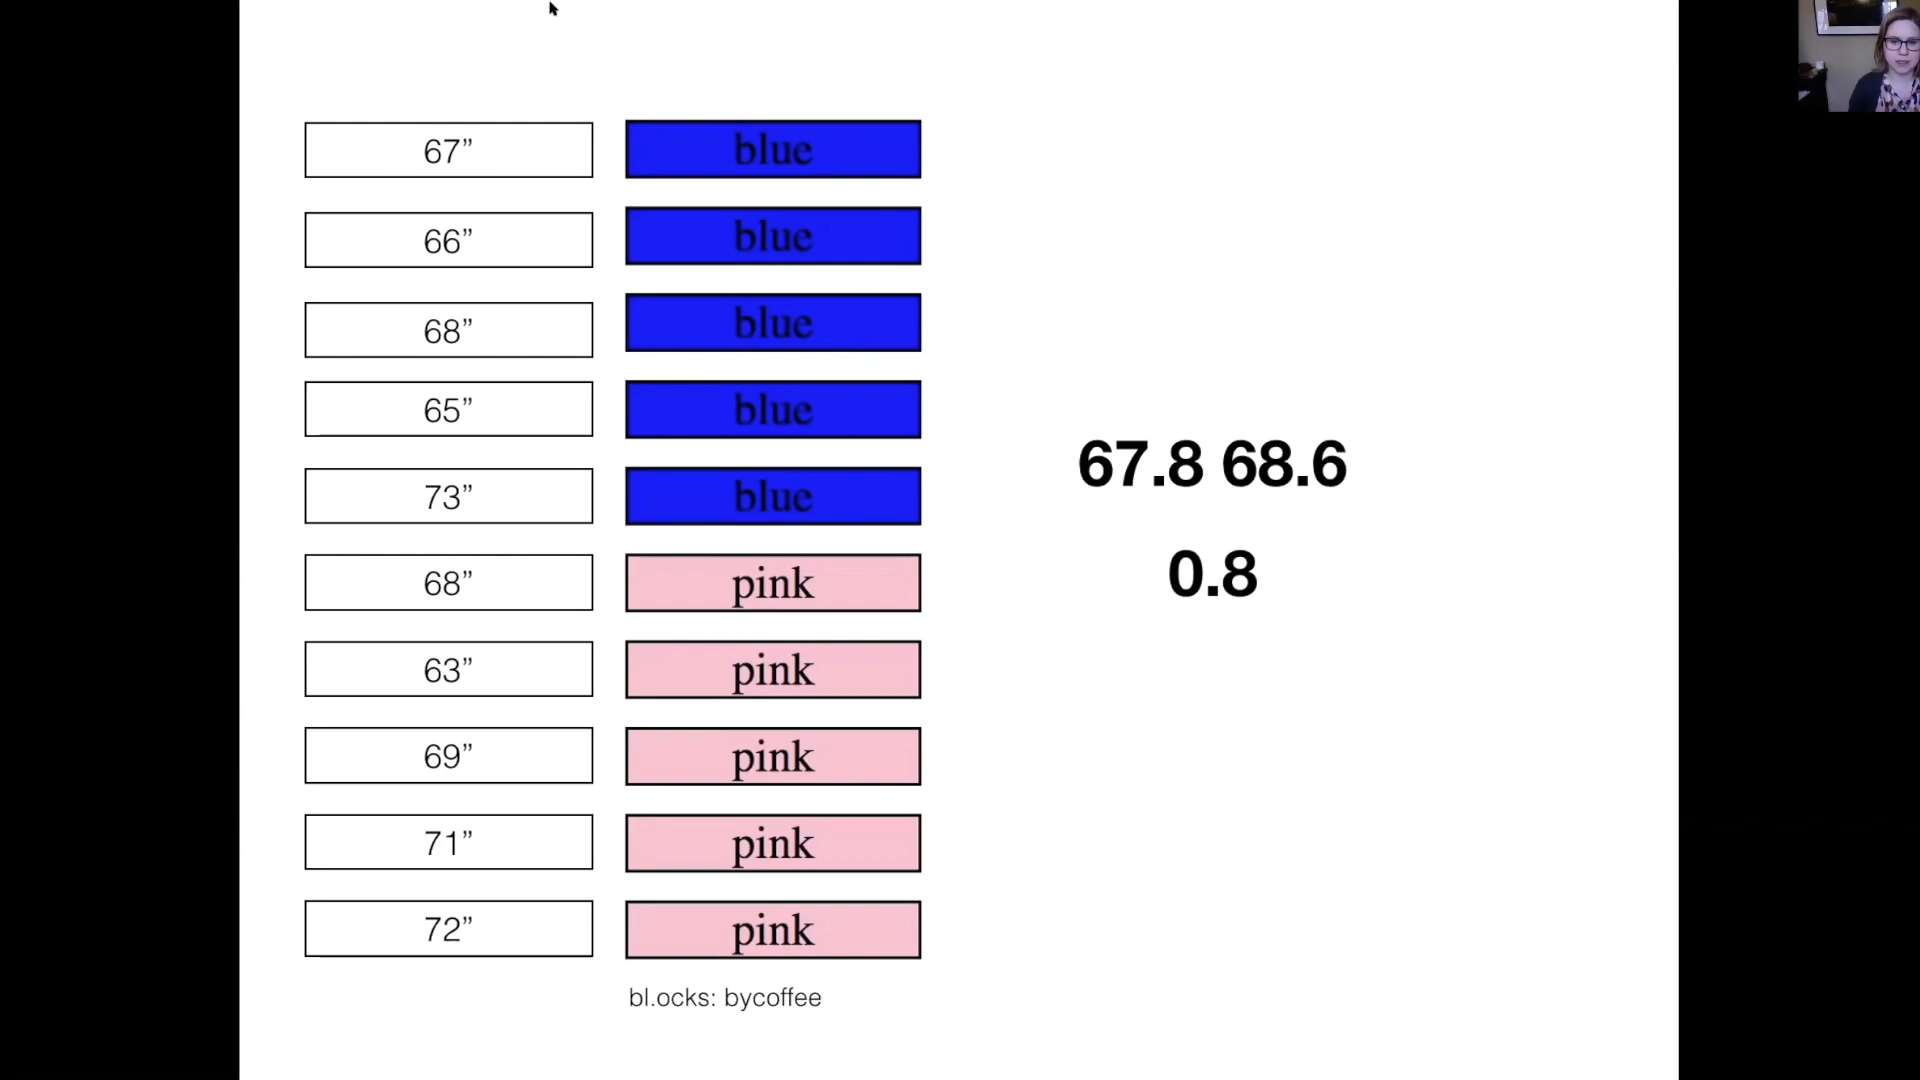 67” blue
66” blue
68” blue
65” blue
73” blue
67.8 68.6
0.8
68” pink
63” pink
69” pink
71” pink
72” pink
bl.ocks: bycoffee